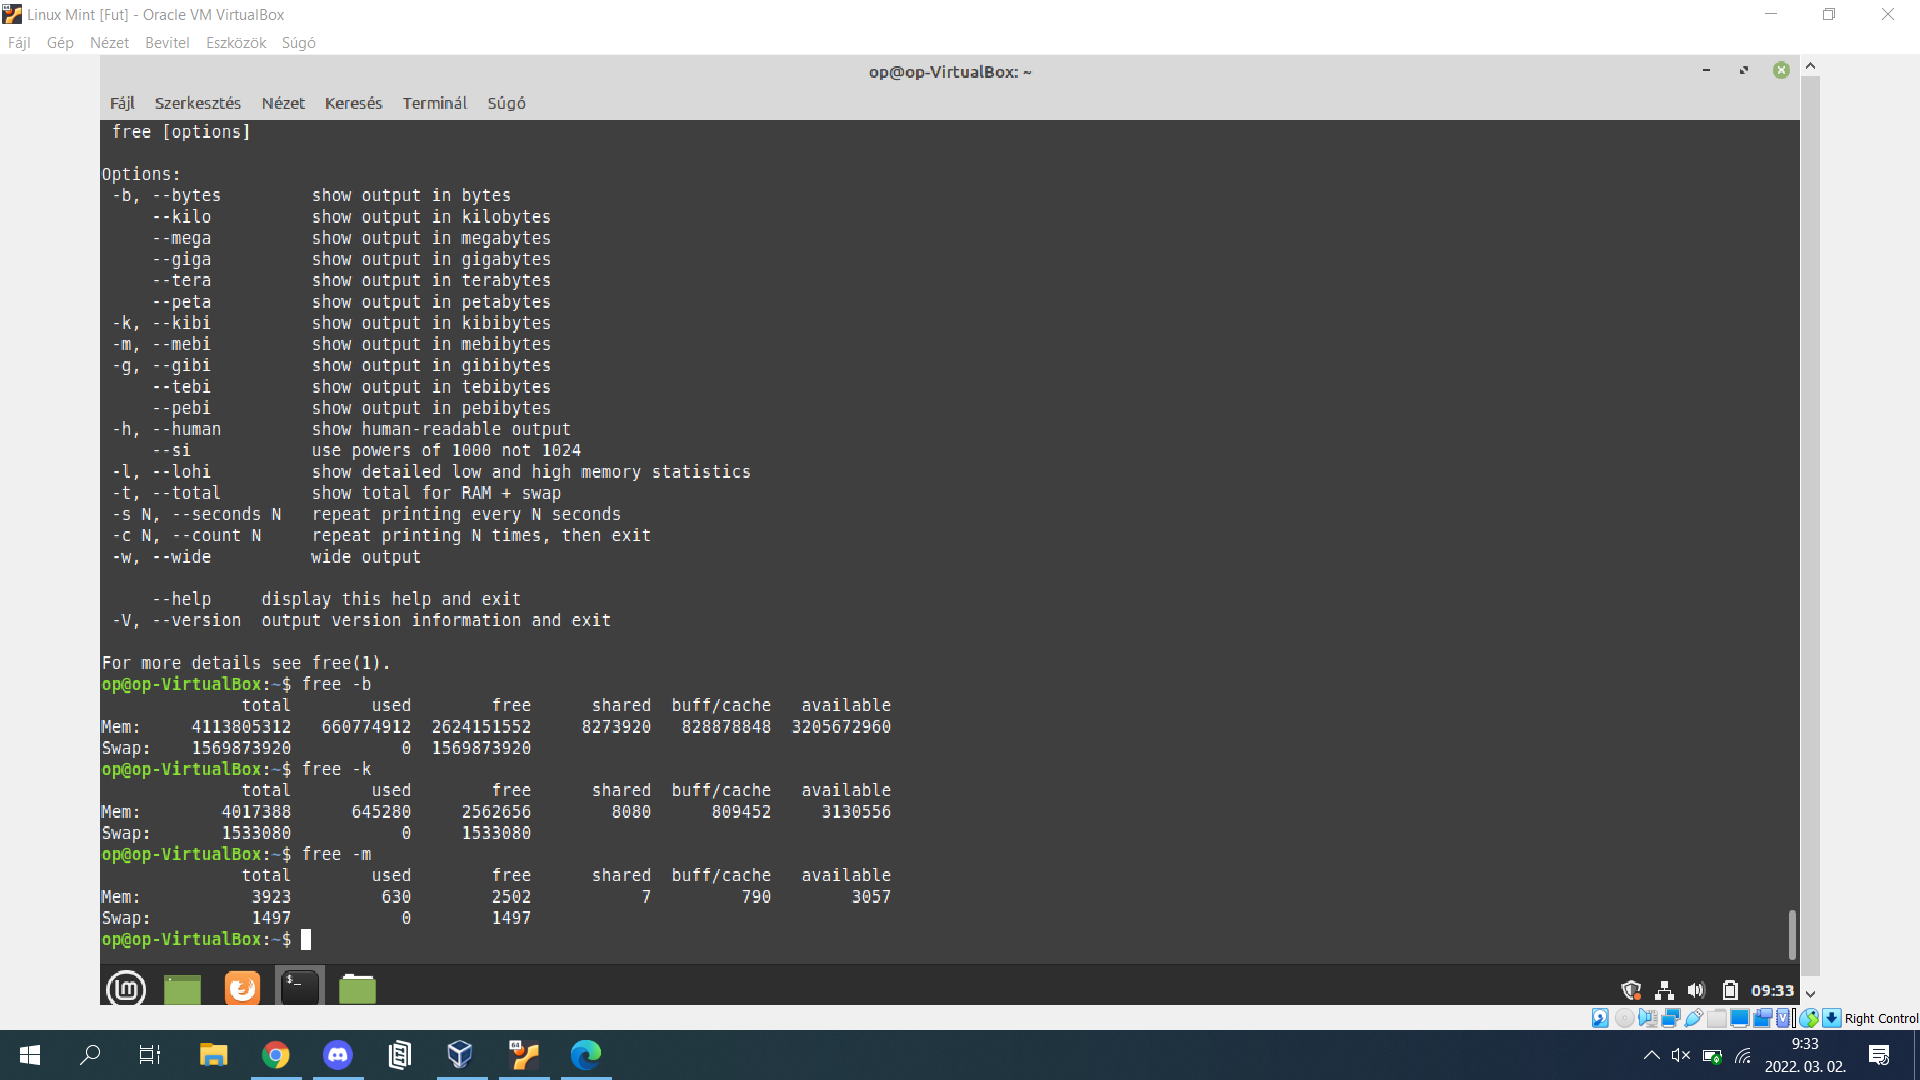 Linux Mint [Fut] - Oracle VM VirtualBox
Fájl Gép Nézet Bevitel Eszközök Súgó
op@op-VirtualBox: ~
Fájl Szerkesztés Nézet Keresés Terminál Súgó
free [options]
Options:
-b, --bytes show output in bytes
--kilo show output in kilobytes
--mega show output in megabytes
--giga show output in gigabytes
--tera show output in terabytes
--peta show output in petabytes
-k, --kibi show output in kibibytes
-m, --mebi show output in mebibytes
-g, --gibi show output in gibibytes
--tebi show output in tebibytes
--pebi show output in pebibytes
-h, --human show human-readable output
--si use powers of 1000 not 1024
-l, --lohi show detailed low and high memory statistics
-t, --total show total for RAM + swap
-s N, --seconds N repeat printing every N seconds
-c N, --count N repeat printing N times, then exit
-w, --wide wide output
--help display this help and exit
-V, --version output version information and exit
For more details see free(1).
op@op-VirtualBox:~$ free -b
total used free shared buff/cache available
Mem: 4113805312 660774912 2624151552 8273920 828878848 3205672960
Swap: 1569873920 0 1569873920
op@op-VirtualBox:~$ free -k
total used free shared buff/cache available
Mem: 4017388 645280 2562656 8080 809452 3130556
Swap: 1533080 0 1533080
op@op-VirtualBox:~$ free -m
total used free shared buff/cache available
Mem: 3923 630 2502 7 790 3057
Swap: 1497 0 1497
op@op-VirtualBox:~$
09:33
Right Control
9:33
2022. 03. 02.